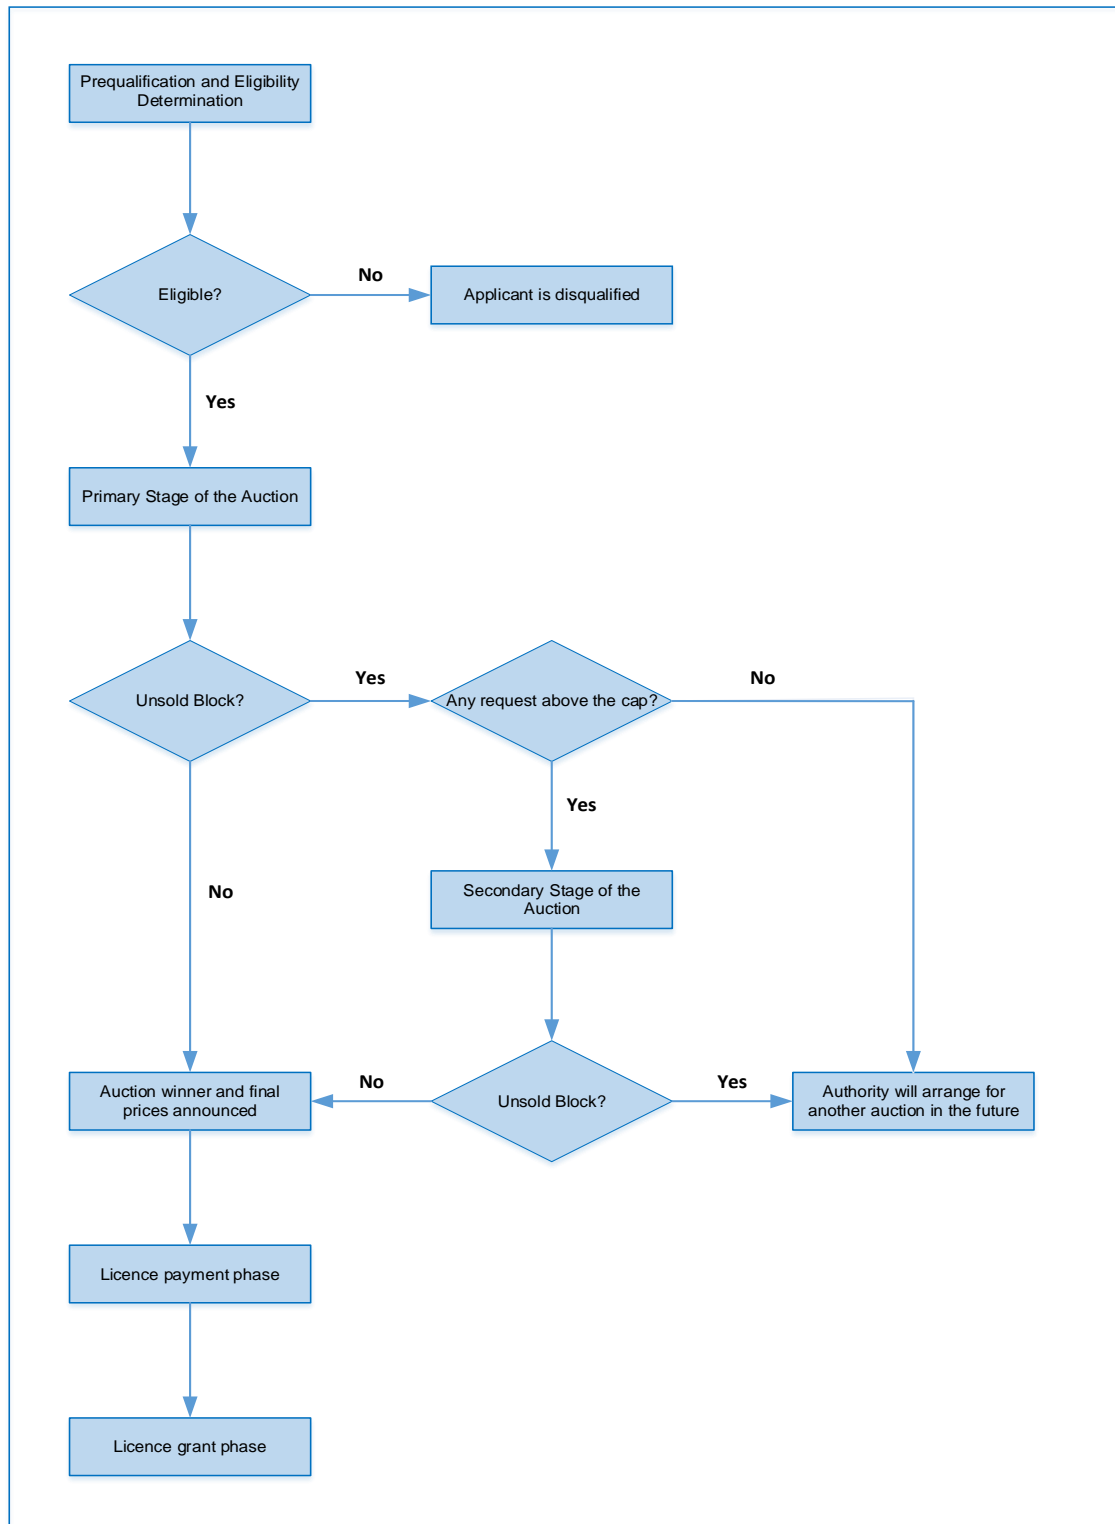 Prequalification and Eligibility
Determination
Eligible?
No
Applicant is disqualified
Yes
Primary Stage of the Auction
Unsold Block?
Yes
Any request above the cap?
No
Yes
No
Secondary Stage of the
Auction
Auction winner and final
prices announced
No
Unsold Block?
Yes
Authority will arrange for
another auction in the future
Licence payment phase
Licence grant phase